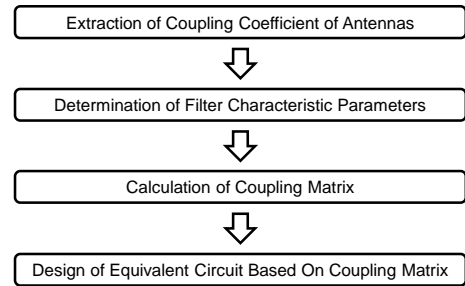 Extraction of Coupling Coefficient of Antennas
Determination of Filter Characteristic Parameters
Calculation of Coupling Matrix
Design of Equivalent Circuit Based On Coupling Matrix